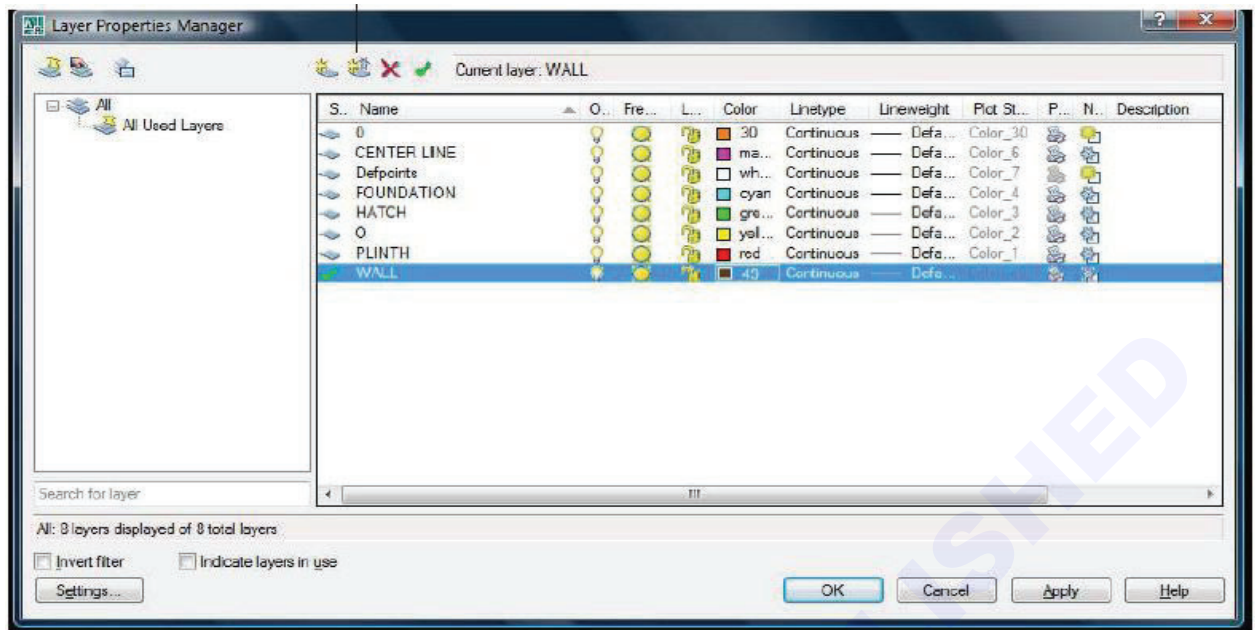 Layer Properties Manager
? X
Current layer: WALL
All
All Used Layers
S.. Name O.. Fre... L... Color Linetype Lineweight Plot St... P... N.. Description
0 30 Continuous Defa... Color_30
CENTER LINE ma... Continuous Defa... Color_6
Defpoints wh... Continuous Defa... Color_7
FOUNDATION cyan Continuous Defa... Color_4
HATCH gre... Continuous Defa... Color_3
O yel... Continuous Defa... Color_2
PLINTH red Continuous Defa... Color_1
WALL Continuous Defa...
Search for layer
All: 8 layers displayed of 8 total layers
Invert filter Indicate layers in use
Settings... OK Cancel Apply Help